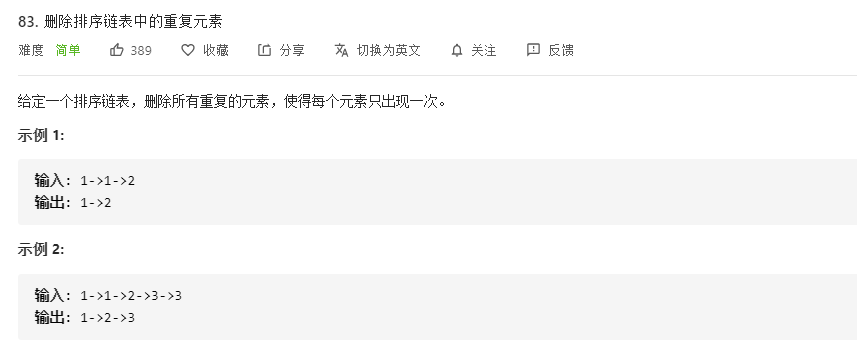 83. 删除排序链表中的重复元素
难度 简单 389 收藏 分享 切换为英文 关注 反馈
给定一个排序链表，删除所有重复的元素，使得每个元素只出现一次。
示例 1:
输入: 1->1->2
输出: 1->2
示例 2:
输入: 1->1->2->3->3
输出: 1->2->3